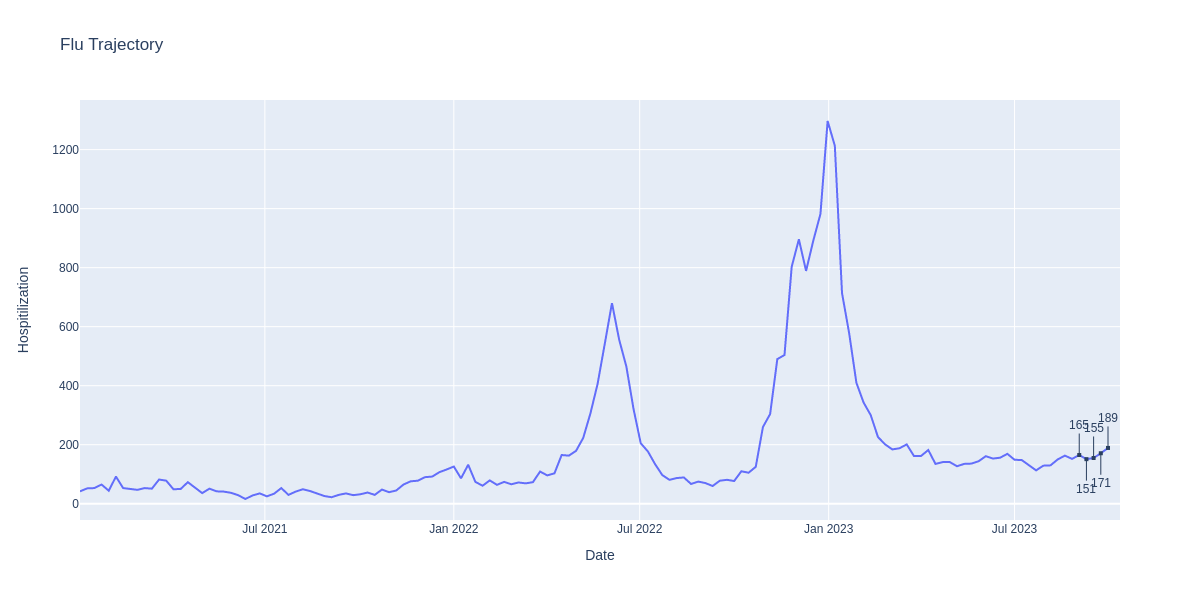 Flu Trajectory
Hospitilization
1200
1000
800
600
400
200
0
165
155
189
151
171
Jul 2021
Jan 2022
Jul 2022
Jan 2023
Jul 2023
Date